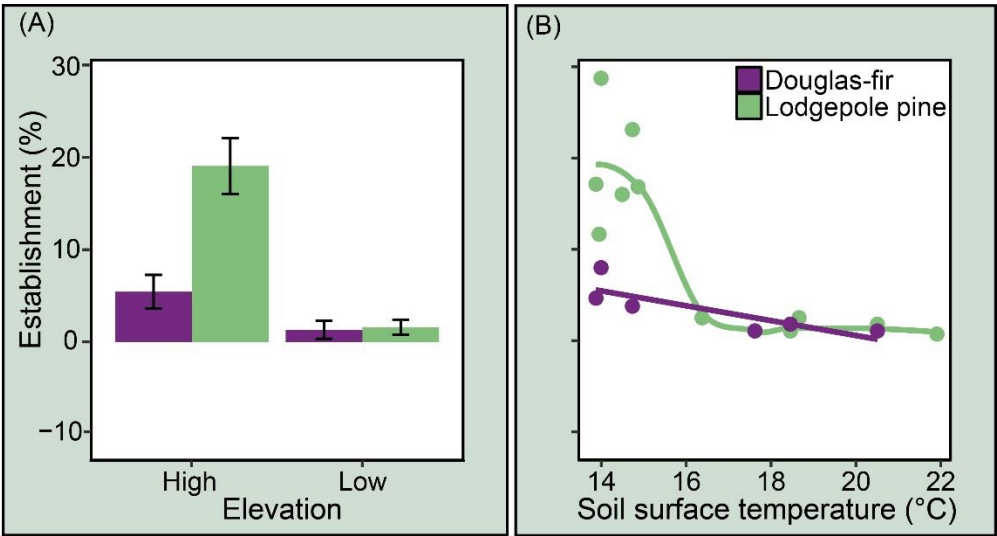 (A)
30
20
10
0
−10
Establishment (%)
High Low
Elevation
(B)
Douglas-fir
Lodgepole pine
14 16 18 20 22
Soil surface temperature (°C)